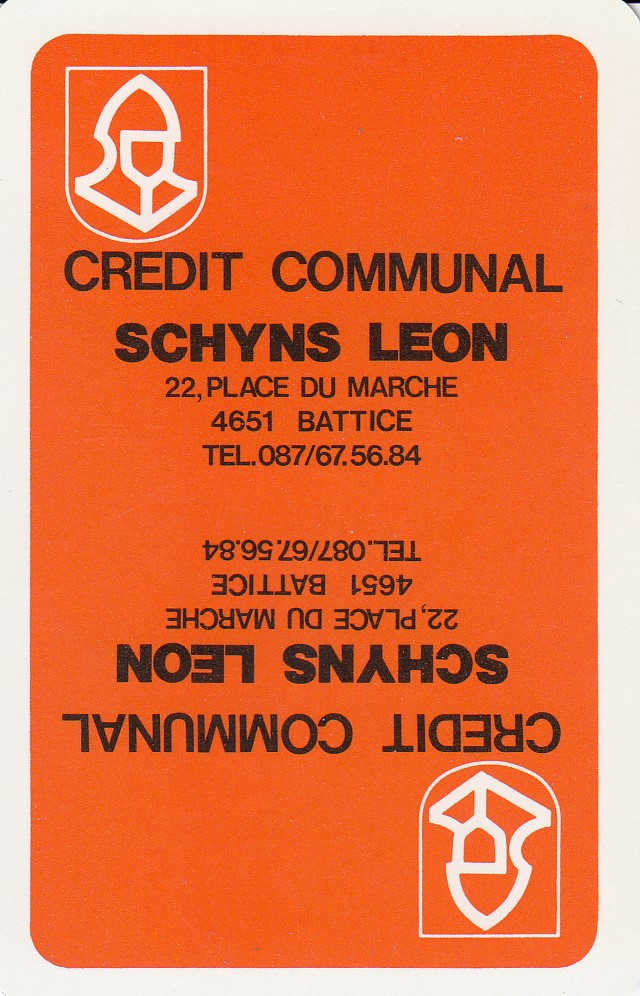 CREDIT COMMUNAL
SCHYNS LEON
22, PLACE DU MARCHE
4651 BATTICE
TEL.087/67.56.84
TEL.087/67.56.84
4651 BATTICE
22, PLACE DU MARCHE
SCHYNS LEON
CREDIT COMMUNAL